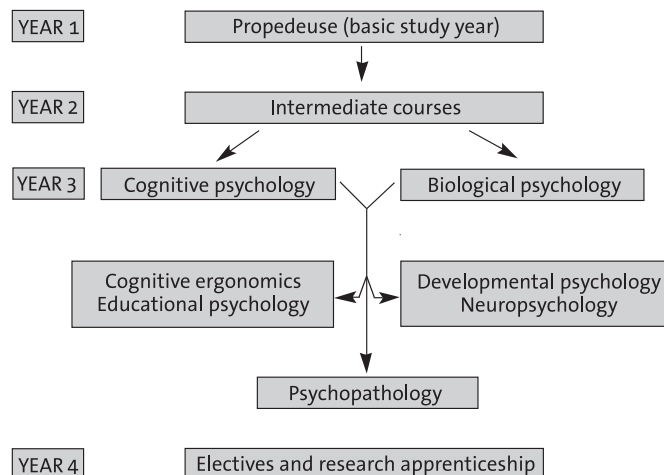 YEAR 1
Propedeuse (basic study year)
YEAR 2
Intermediate courses
YEAR 3
Cognitive psychology
Biological psychology
Cognitive ergonomics
Educational psychology
Developmental psychology
Neuropsychology
Psychopathology
YEAR 4
Electives and research apprenticeship